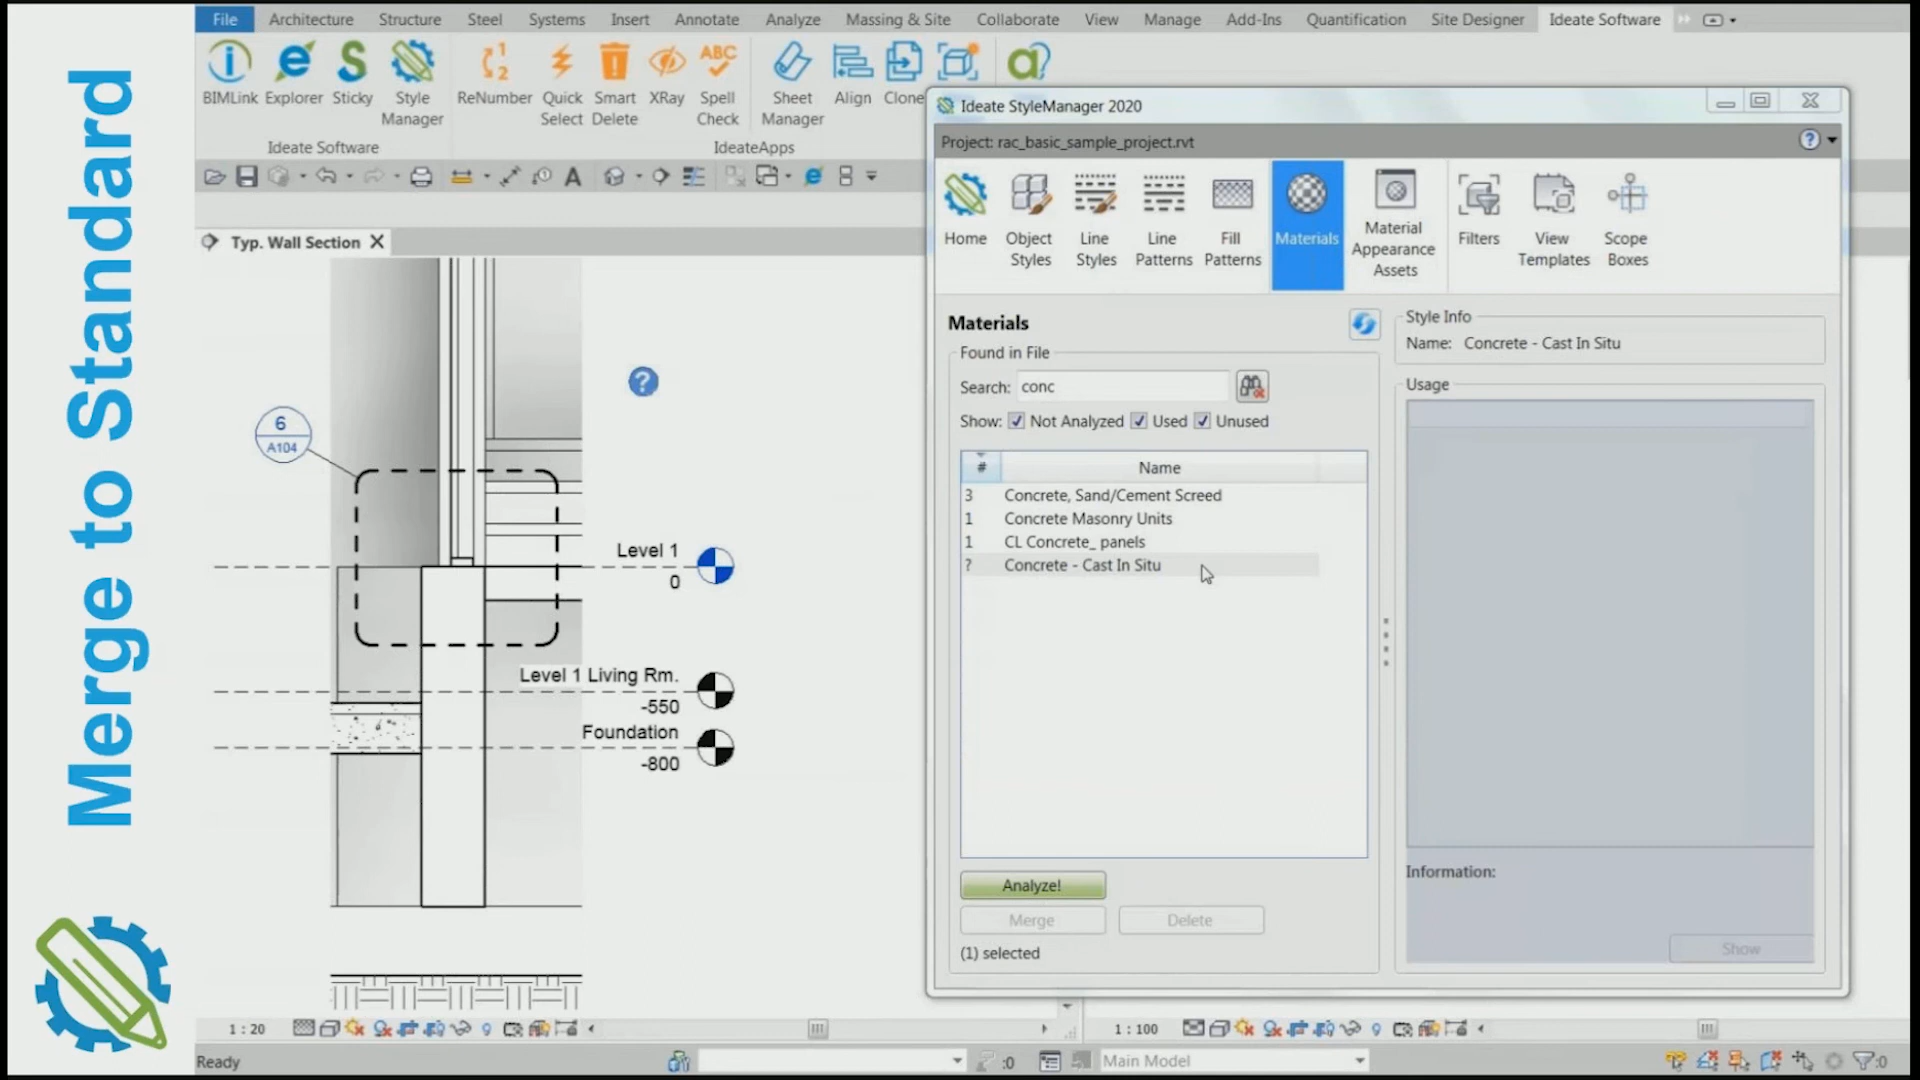 Merge to Standard
File Architecture Structure Steel Systems Insert Annotate Analyze Massing & Site Collaborate View Manage Add-Ins Quantification Site Designer Ideate Software
BIMLink Explorer Sticky Style Manager ReNumber Quick Select Smart Delete XRay ABC Spell Check Sheet Manager Align Clone
Ideate Software IdeateApps
Typ. Wall Section
6
A104
Level 1
0
Level 1 Living Rm.
-550
Foundation
-800
1 : 20
1 : 100
Ready
:0
Main Model
:0
Ideate StyleManager 2020
Project: rac_basic_sample_project.rvt
Home Object Styles Line Styles Line Patterns Fill Patterns Materials Material Appearance Assets Filters View Templates Scope Boxes
Materials
Found in File
Search: conc
Show: Not Analyzed Used Unused
# Name
3 Concrete, Sand/Cement Screed
1 Concrete Masonry Units
1 CL Concrete_ panels
? Concrete - Cast In Situ
Analyze!
Merge Delete
(1) selected
Style Info
Name: Concrete - Cast In Situ
Usage
Information:
Show